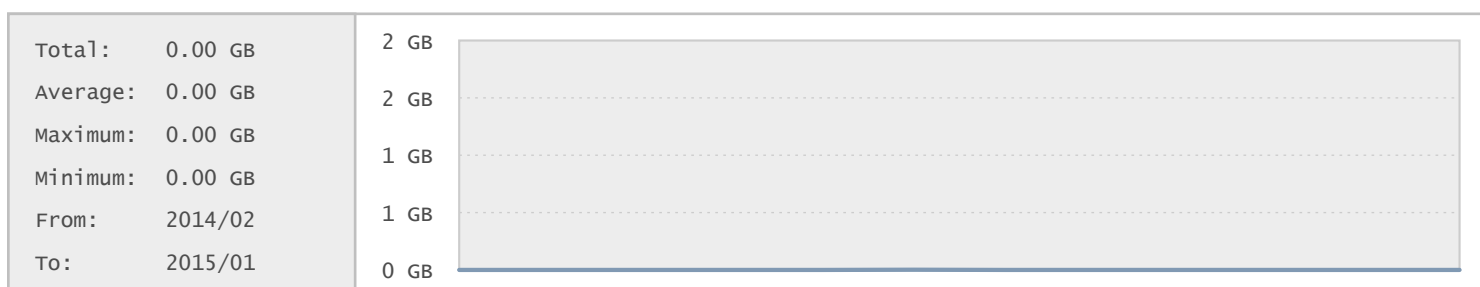 Total: 0.00 GB
Average: 0.00 GB
Maximum: 0.00 GB
Minimum: 0.00 GB
From: 2014/02
To: 2015/01
2 GB
2 GB
1 GB
1 GB
0 GB